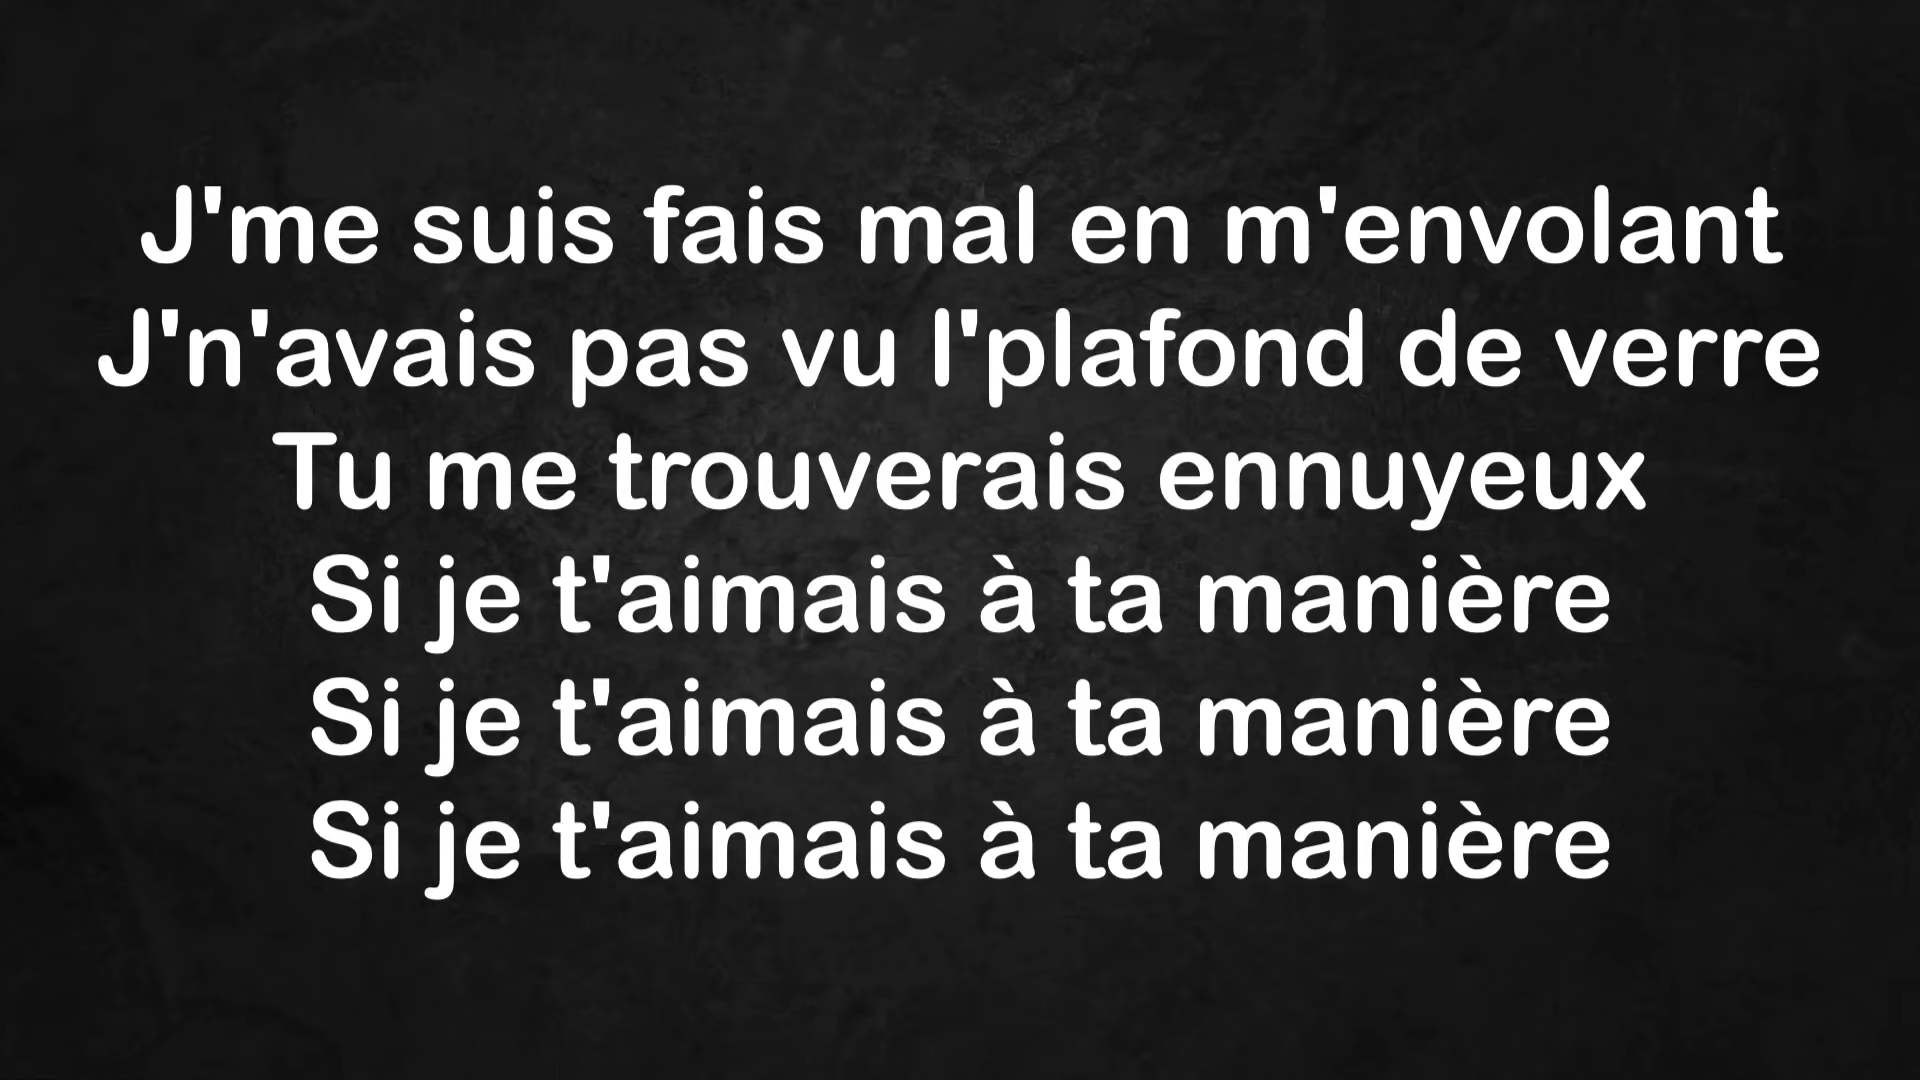 J'me suis fais mal en m'envolant
J'n'avais pas vu l'plafond de verre
Tu me trouverais ennuyeux
Si je t'aimais à ta manière
Si je t'aimais à ta manière
Si je t'aimais à ta manière